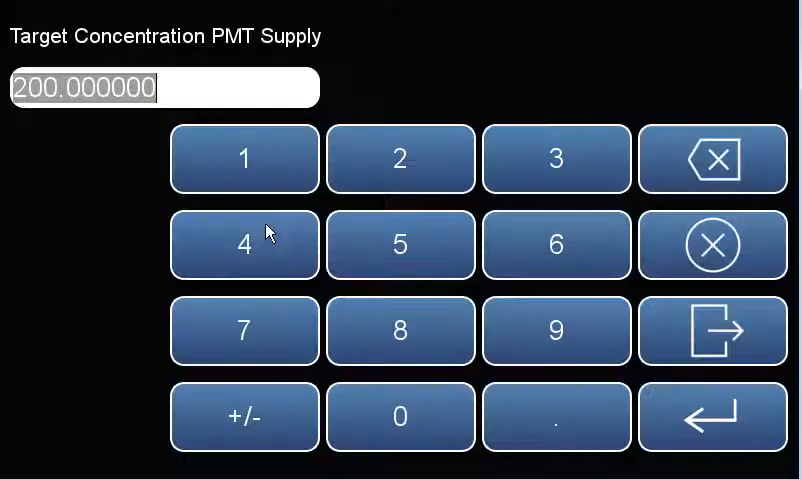 Target Concentration PMT Supply
200.000000
1 2 3
4 5 6
7 8 9
+/- 0 .